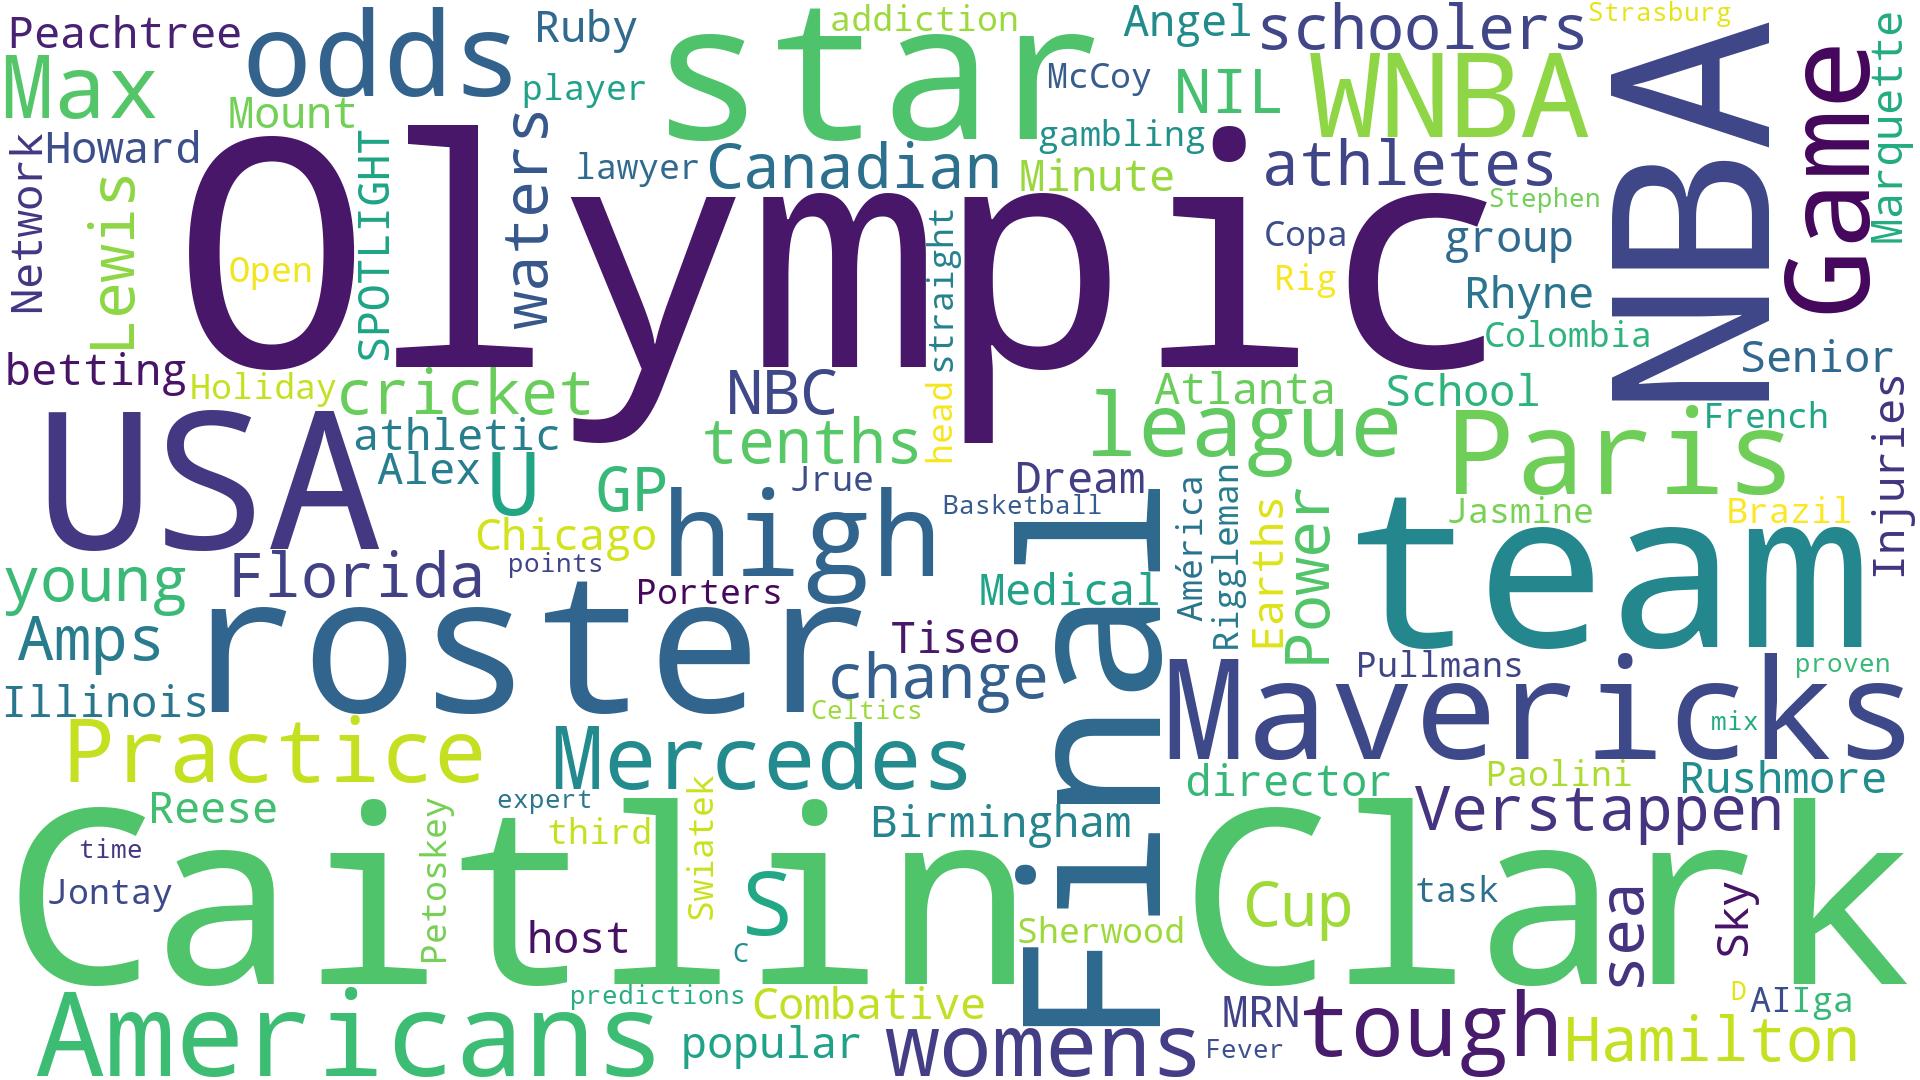 Peachtree
odds
Ruby
star
addiction
Angel
schoolers
Strasburg
Max
Mount
player
McCoy
NIL
WNBA
NBA
Game
Marquette
Howard
Network
Lewis
SPOTLIGHT
waters
lawyer
Canadian
gambling
Minute
athletes
Stephen
Olympic
Open
straight
Copa
group
Rig
Rhyne
Colombia
Senior
betting
Holiday
cricket
NBC
head
Atlanta
School
French
Injuries
USA
athletic
tenths
league
Paris
Alex
U
GP
Jrue
Dream
América
Riggleman
Earths
Power
Jasmine
Brazil
Chicago
high
Basketball
team
young
Florida
points
Porters
Medical
Final
Amps
roster
Tiseo
change
Pullmans
proven
Illinois
Celtics
Mavericks
mix
Practice
Mercedes
director
Paolini
Rushmore
Reese
expert
third
Swiatek
Birmingham
Verstappen
Caitlin
Clark
time
Jontay
Petoskey
host
S
C
Sherwood
Cup
task
sea
Sky
Americans
predictions
Combative
popular
womens
MRN
Fever
tough
D
AI
Iga
Hamilton